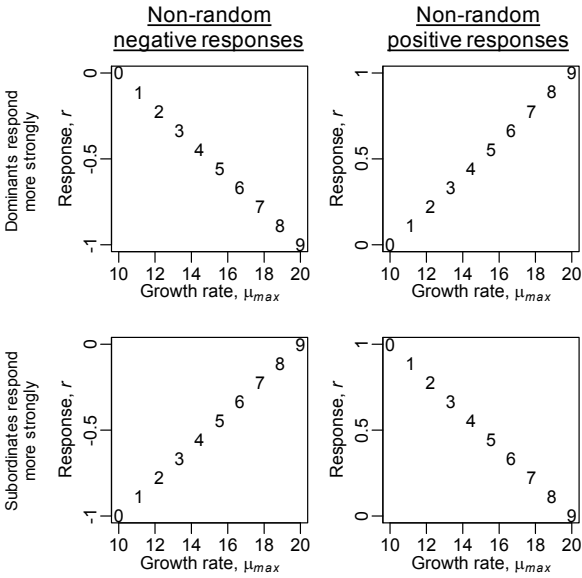 Non-random
negative responses
Non-random
positive responses
Dominants respond
more strongly
Response, r
0
-0.5
-1
0
1
2
3
4
5
6
7
8
9
10 12 14 16 18 20
Growth rate, μmax
Response, r
1
0.5
0
9
8
7
6
5
4
3
2
1
0
10 12 14 16 18 20
Growth rate, μmax
Subordinates respond
more strongly
Response, r
0
-0.5
-1
9
8
7
6
5
4
3
2
1
0
10 12 14 16 18 20
Growth rate, μmax
Response, r
1
0.5
0
0
1
2
3
4
5
6
7
8
9
10 12 14 16 18 20
Growth rate, μmax